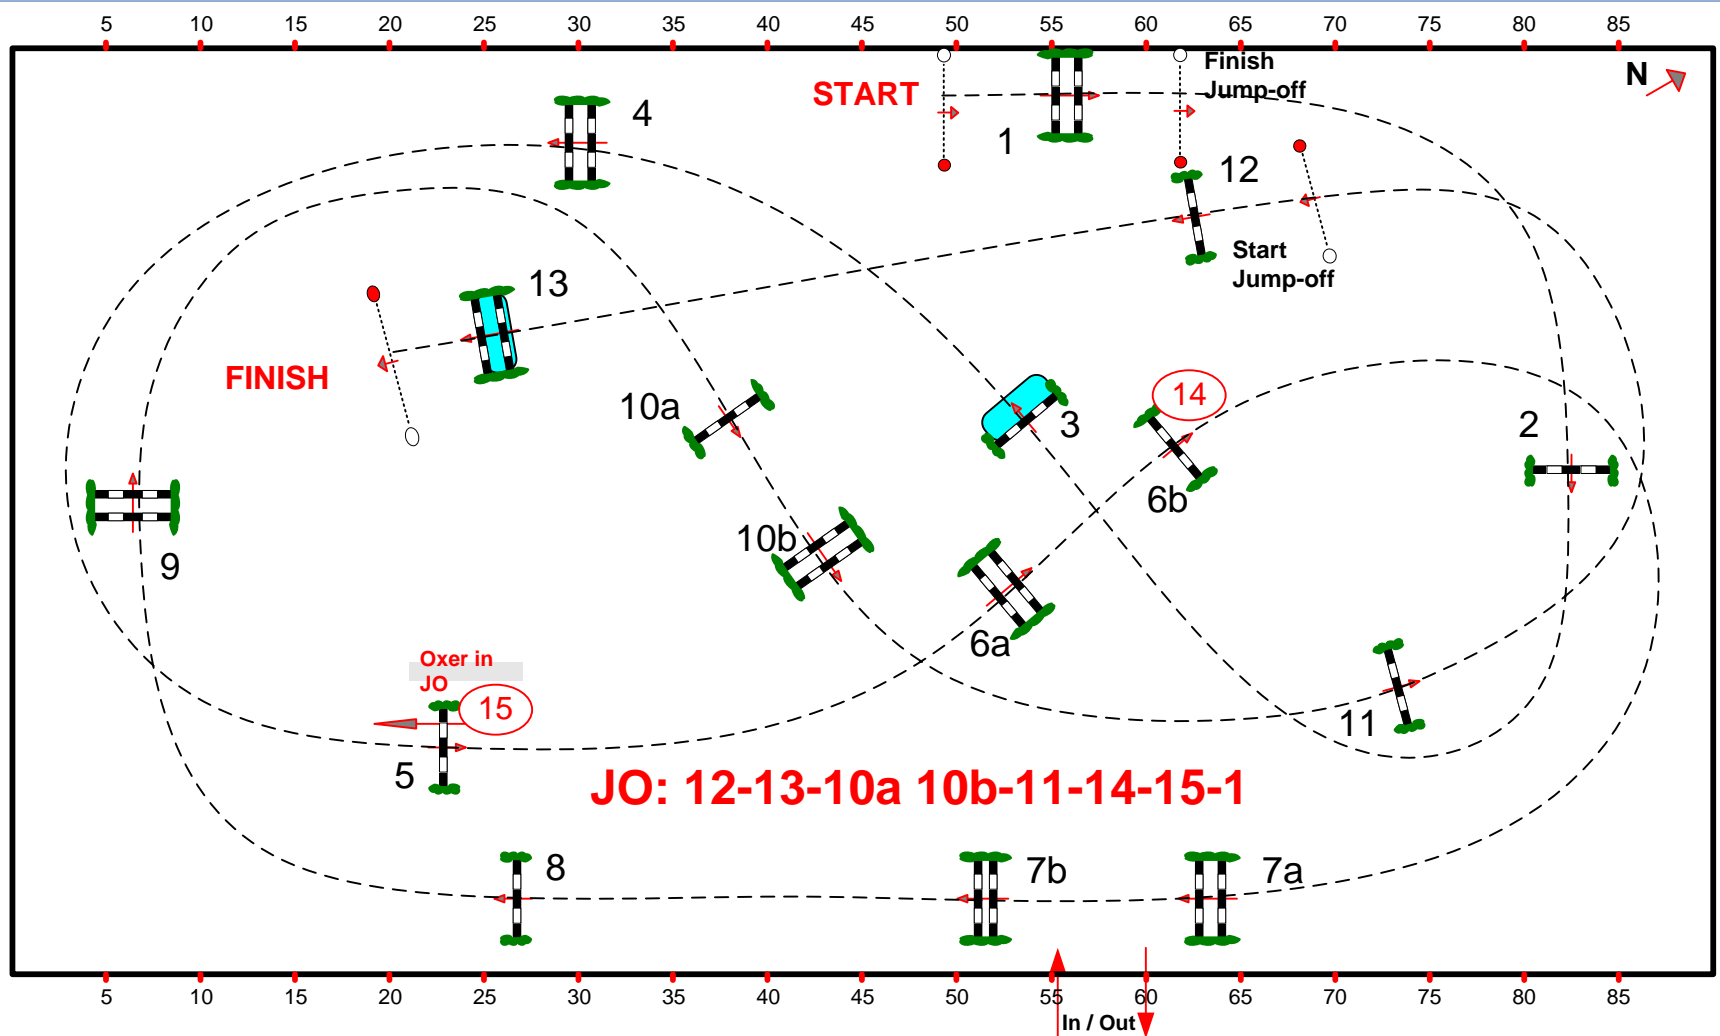 5 10 15 20 25 30 35 40 45 50 55 60 65 70 75 80 85
START
Finish
Jump-off
N
4
1
12
Start
Jump-off
13
FINISH
10a
3
14
2
6b
10b
9
6a
Oxer in
JO
15
11
5
JO: 12-13-10a 10b-11-14-15-1
8
7b
7a
5 10 15 20 25 30 35 40 45 50 55 60 65 70 75 80 85
In / Out